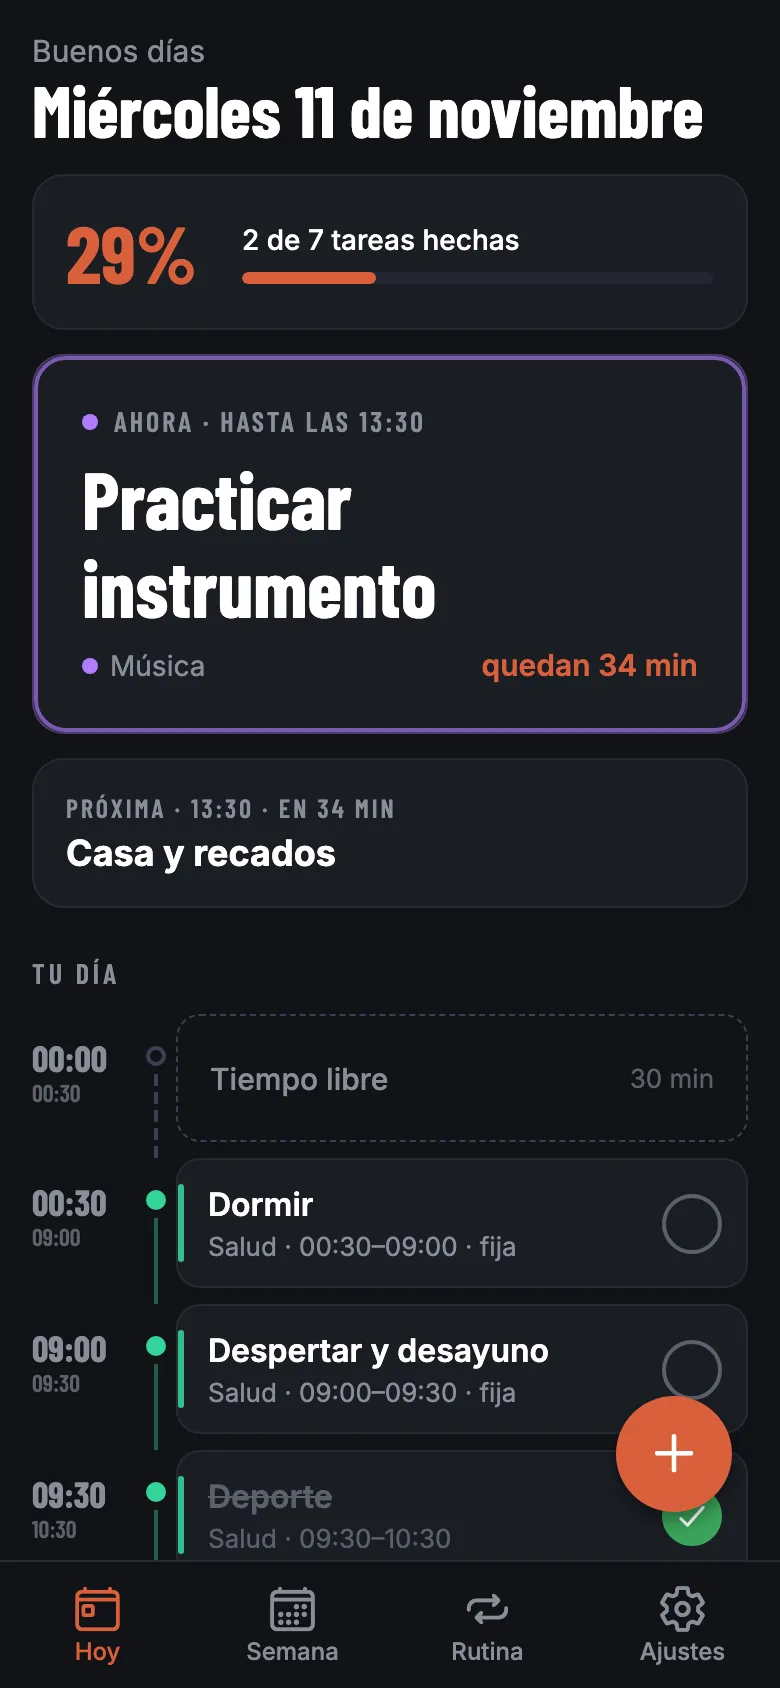 Buenos días
Miércoles 11 de noviembre
29%
2 de 7 tareas hechas
AHORA · HASTA LAS 13:30
Practicar
instrumento
Música
quedan 34 min
PRÓXIMA · 13:30 · EN 34 MIN
Casa y recados
TU DÍA
00:00
00:30
Tiempo libre
30 min
00:30
09:00
Dormir
Salud · 00:30–09:00 · fija
09:00
09:30
Despertar y desayuno
Salud · 09:00–09:30 · fija
09:30
10:30
Deporte
Salud · 09:30–10:30
Hoy
Semana
Rutina
Ajustes